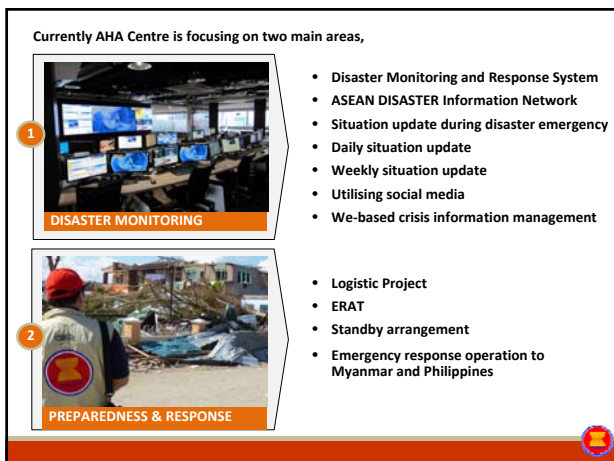 Currently AHA Centre is focusing on two main areas,
1
DISASTER MONITORING
• Disaster Monitoring and Response System
• ASEAN DISASTER Information Network
• Situation update during disaster emergency
• Daily situation update
• Weekly situation update
• Utilising social media
• We-based crisis information management
2
PREPAREDNESS & RESPONSE
• Logistic Project
• ERAT
• Standby arrangement
• Emergency response operation to
Myanmar and Philippines